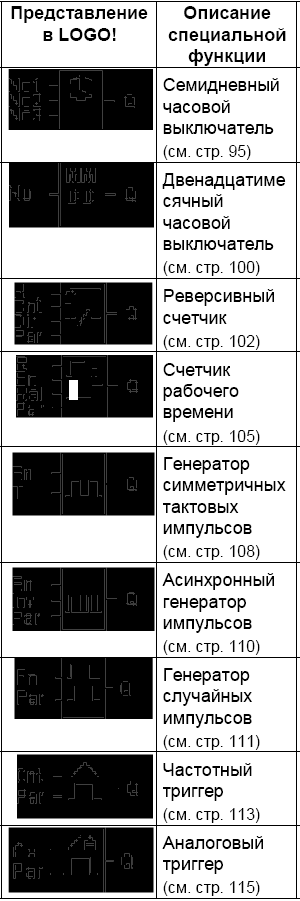 Представление
в LOGO!
Описание
специальной
функции
No1
No2
No3
Q
Семидневный
часовой
выключатель
(см. стр. 95)
No
MM
DD
Q
Двенадцатиме
сячный
часовой
выключатель
(см. стр. 100)
R
Cnt
Dir
Par
Q
Реверсивный
счетчик
(см. стр. 102)
R
En
Ral
Par
Q
Счетчик
рабочего
времени
(см. стр. 105)
En
T
Q
Генератор
симметричных
тактовых
импульсов
(см. стр. 108)
En
Inv
Par
Q
Асинхронный
генератор
импульсов
(см. стр. 110)
En
Par
Q
Генератор
случайных
импульсов
(см. стр. 111)
Cnt
Par
Q
Частотный
триггер
(см. стр. 113)
Ax
Par
Q
Аналоговый
триггер
(см. стр. 115)